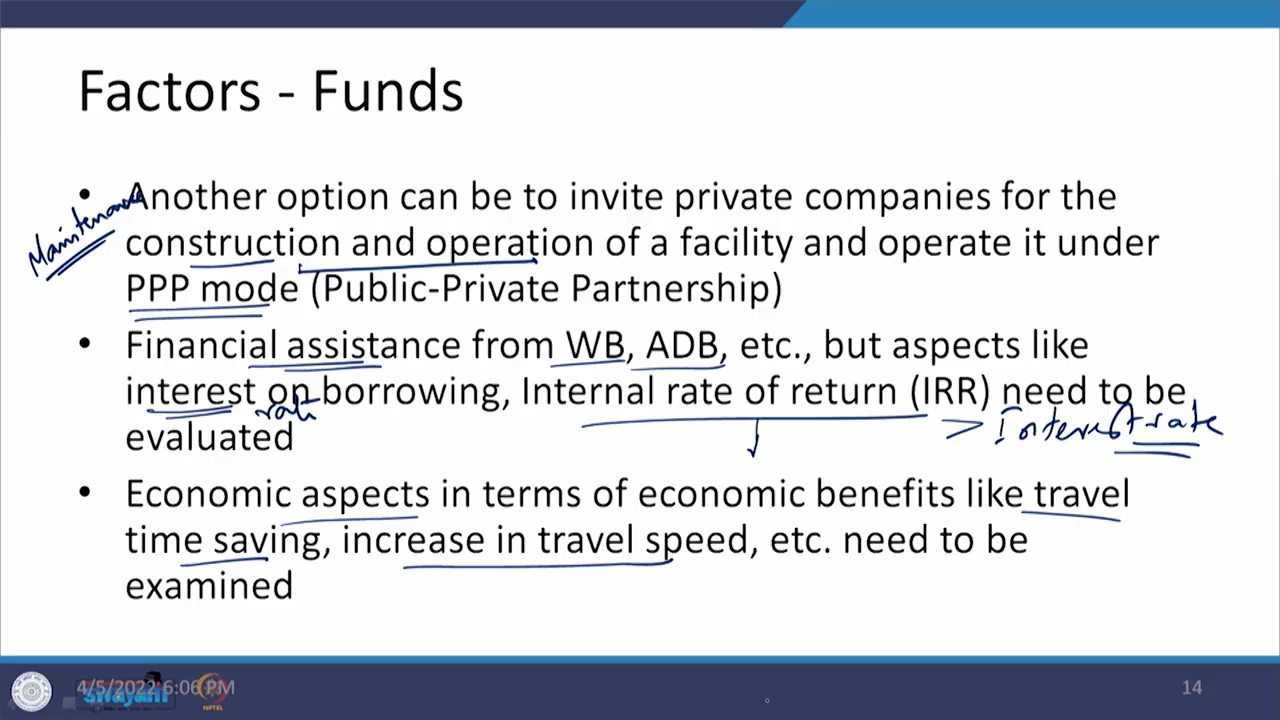 Factors - Funds
• Another option can be to invite private companies for the
Maintenance
construction and operation of a facility and operate it under
PPP mode (Public-Private Partnership)
• Financial assistance from WB, ADB, etc., but aspects like
interest on borrowing, Internal rate of return (IRR) need to be
rate
> Interest rate
evaluated
• Economic aspects in terms of economic benefits like travel
time saving, increase in travel speed, etc. need to be
examined
4/5/2022 6:06 PM
swayam
NPTEL
14